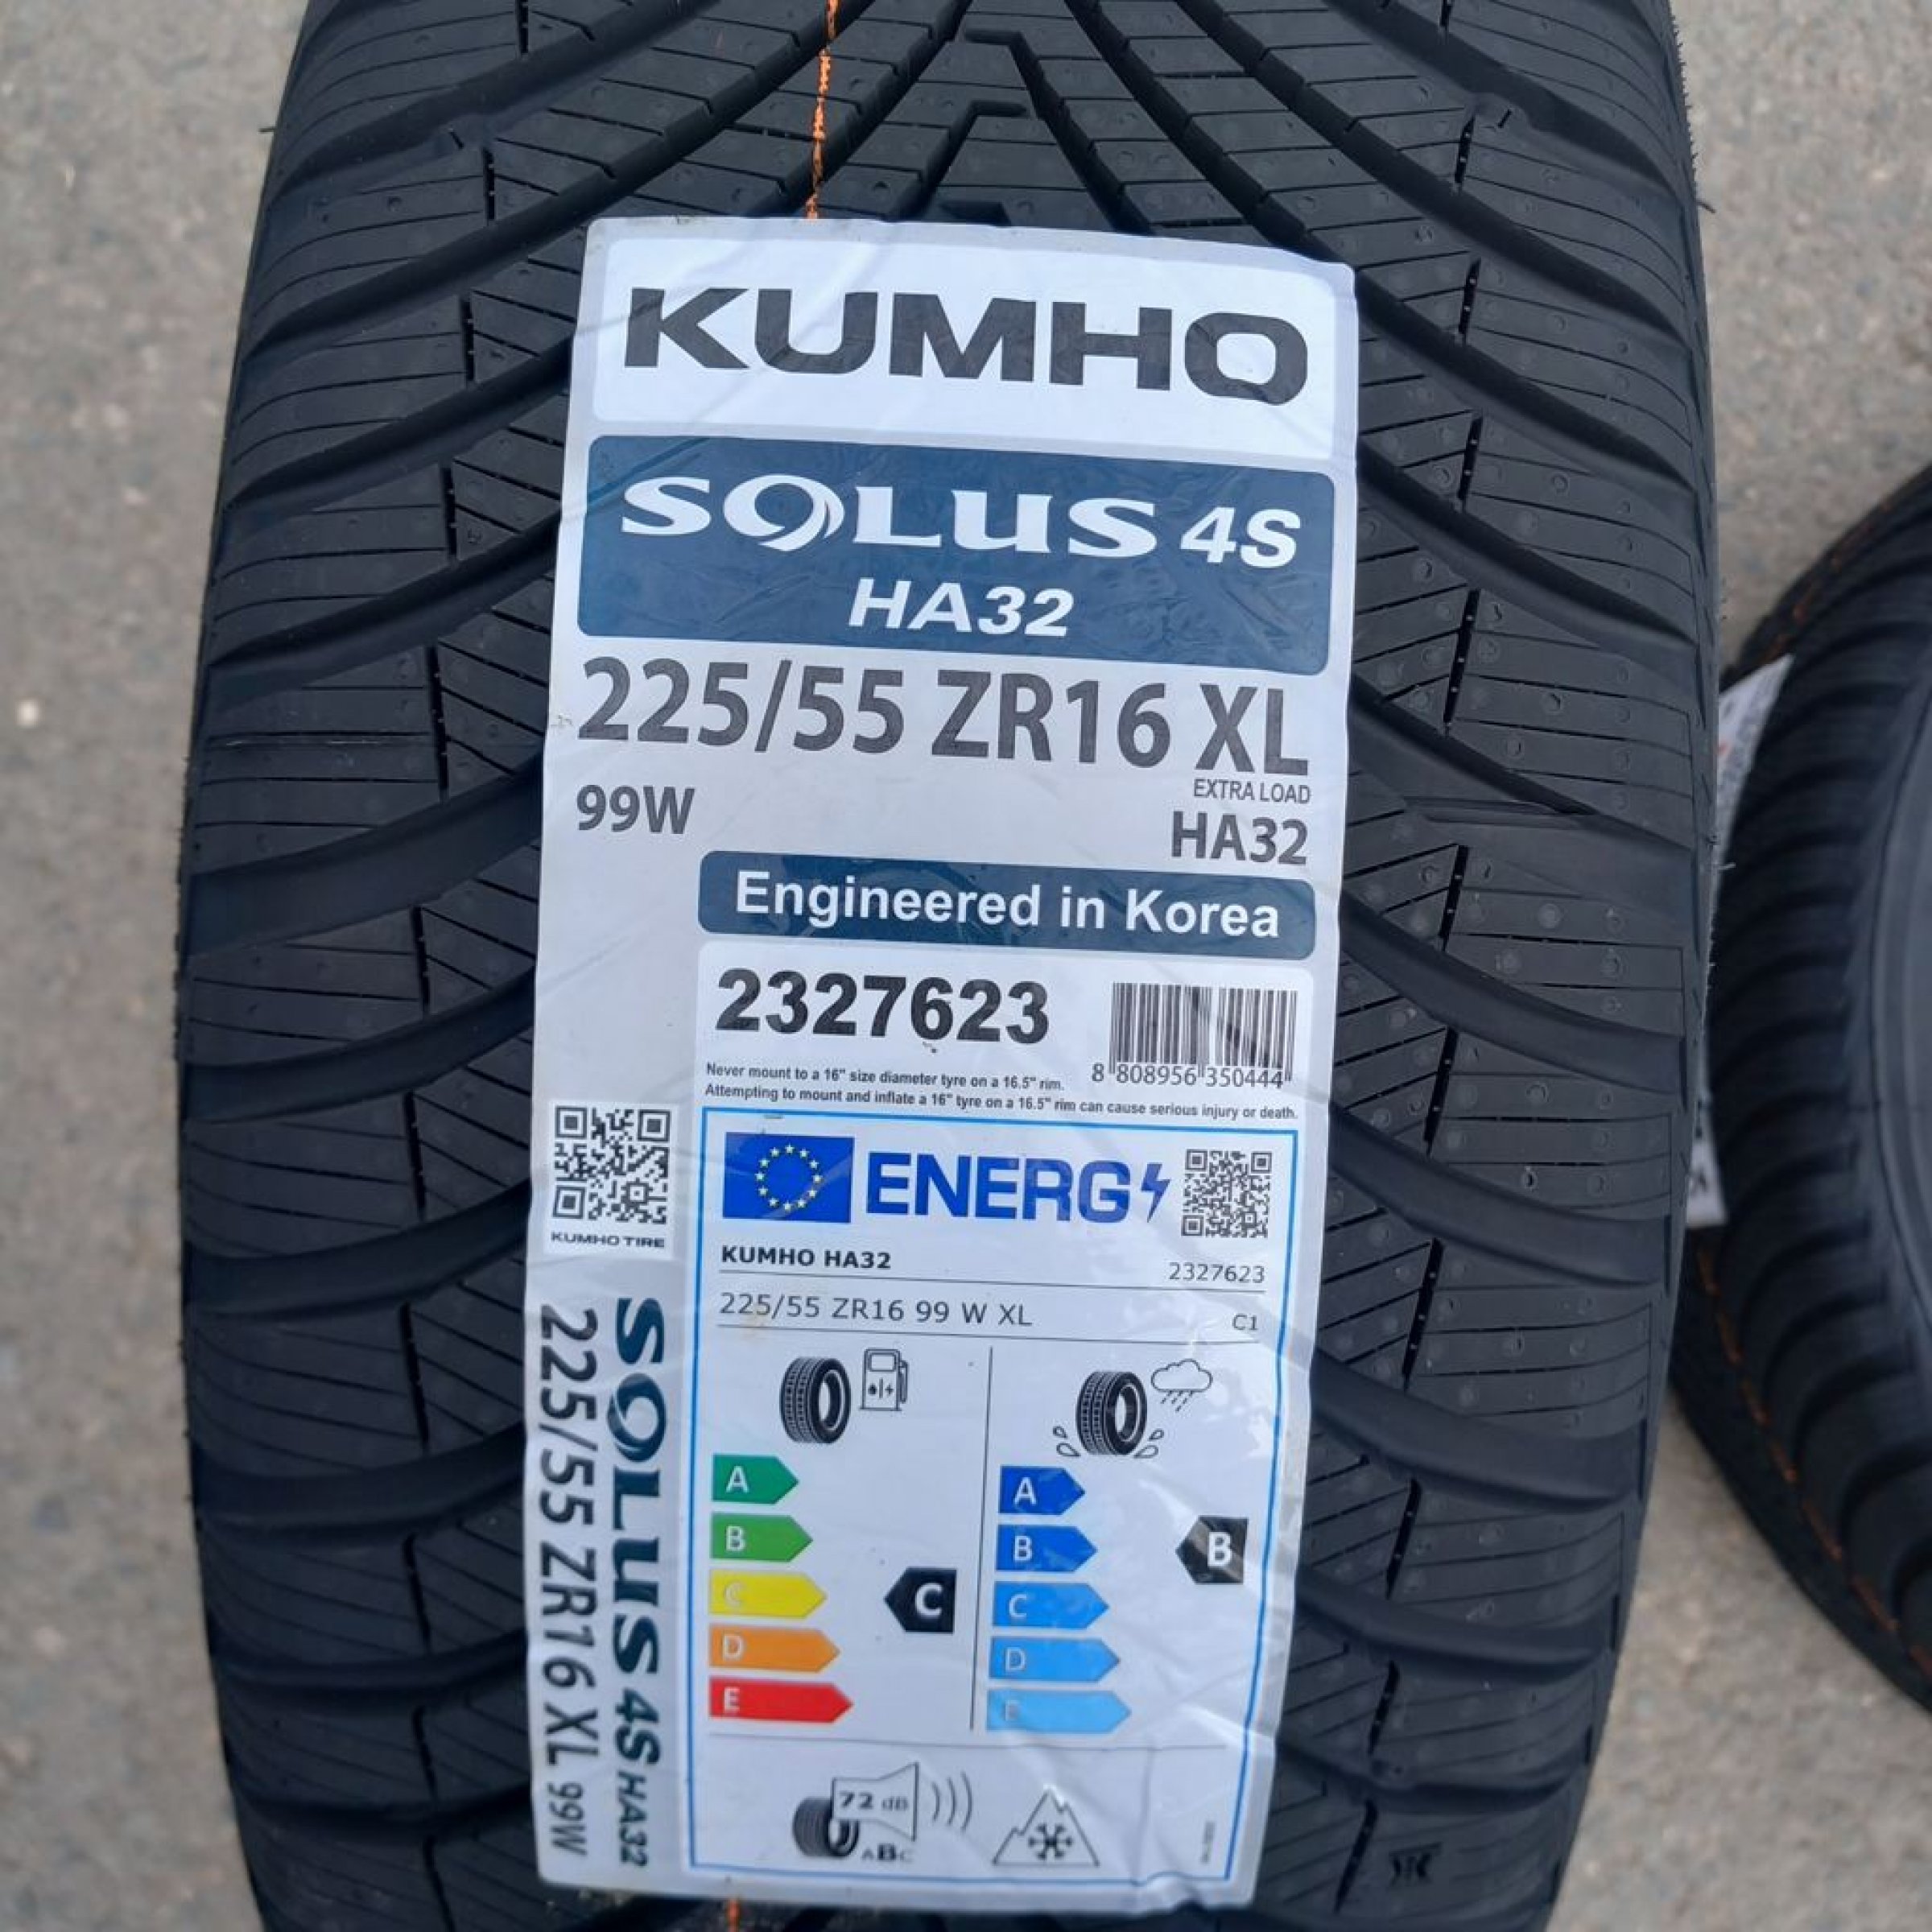 KUMHO
SOLUS 4S
HA32
225/55 ZR16 XL
EXTRA LOAD
99W
HA32
Engineered in Korea
2327623
8 808956 350444
Never mount to a 16" size diameter tyre on a 16.5" rim.
Attempting to mount and inflate a 16" tyre on a 16.5" rim can cause serious injury or death.
KUMHO TIRE
ENERG
KUMHO HA32
2327623
225/55 ZR16 99 W XL
C1
A
B
C
D
E
C
A
B
C
D
E
B
72 dB
ABC
SOLUS 4S HA32
225/55 ZR16 XL 99W